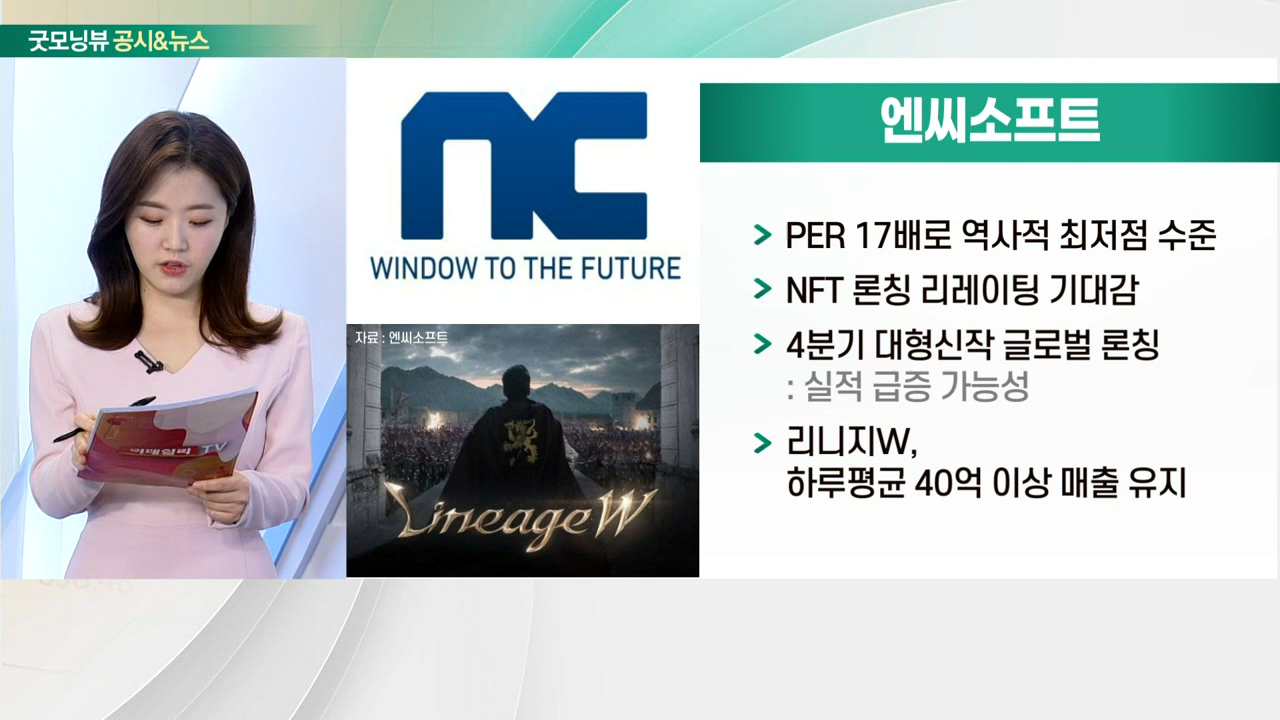 굿모닝뷰 공시&뉴스
NC
WINDOW TO THE FUTURE
엔씨소프트
PER 17배로 역사적 최저점 수준
NFT 론칭 리레이팅 기대감
4분기 대형신작 글로벌 론칭
: 실적 급증 가능성
리니지W,
하루평균 40억 이상 매출 유지
자료 : 엔씨소프트
Lineage W